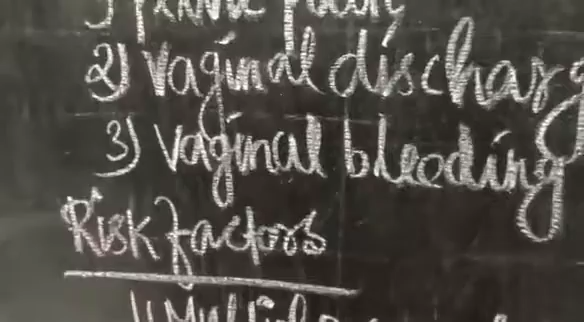 2) vaginal discharg
3) vaginal bleeding
Risk factors